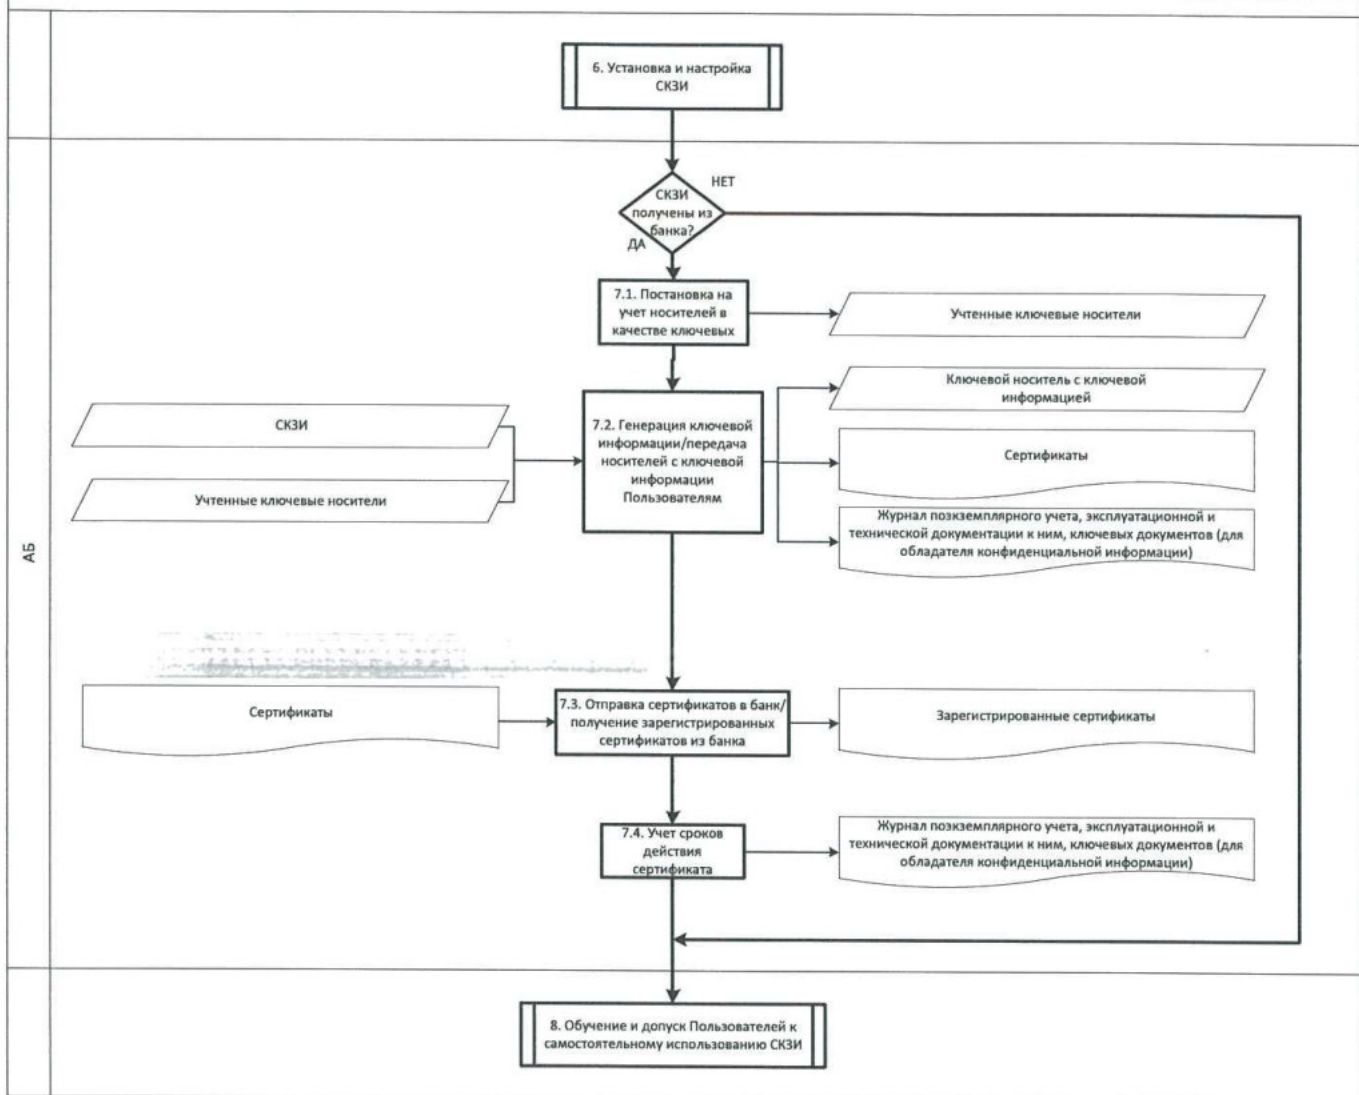 6. Установка и настройка
СКЗИ
НЕТ
СКЗИ
получены из
банка?
ДА
7.1. Постановка на
учет носителей в
качестве ключевых
Учтенные ключевые носители
Ключевой носитель с ключевой
информацией
СКЗИ
Учтенные ключевые носители
7.2. Генерация ключевой
информации/передача
носителей с ключевой
информации
Пользователям
Сертификаты
Журнал поэкземплярного учета, эксплуатационной и
технической документации к ним, ключевых документов (для
обладателя конфиденциальной информации)
АБ
Сертификаты
7.3. Отправка сертификатов в банк/
получение зарегистрированных
сертификатов из банка
Зарегистрированные сертификаты
7.4. Учет сроков
действия
сертификата
Журнал поэкземплярного учета, эксплуатационной и
технической документации к ним, ключевых документов (для
обладателя конфиденциальной информации)
8. Обучение и допуск Пользователей к
самостоятельному использованию СКЗИ